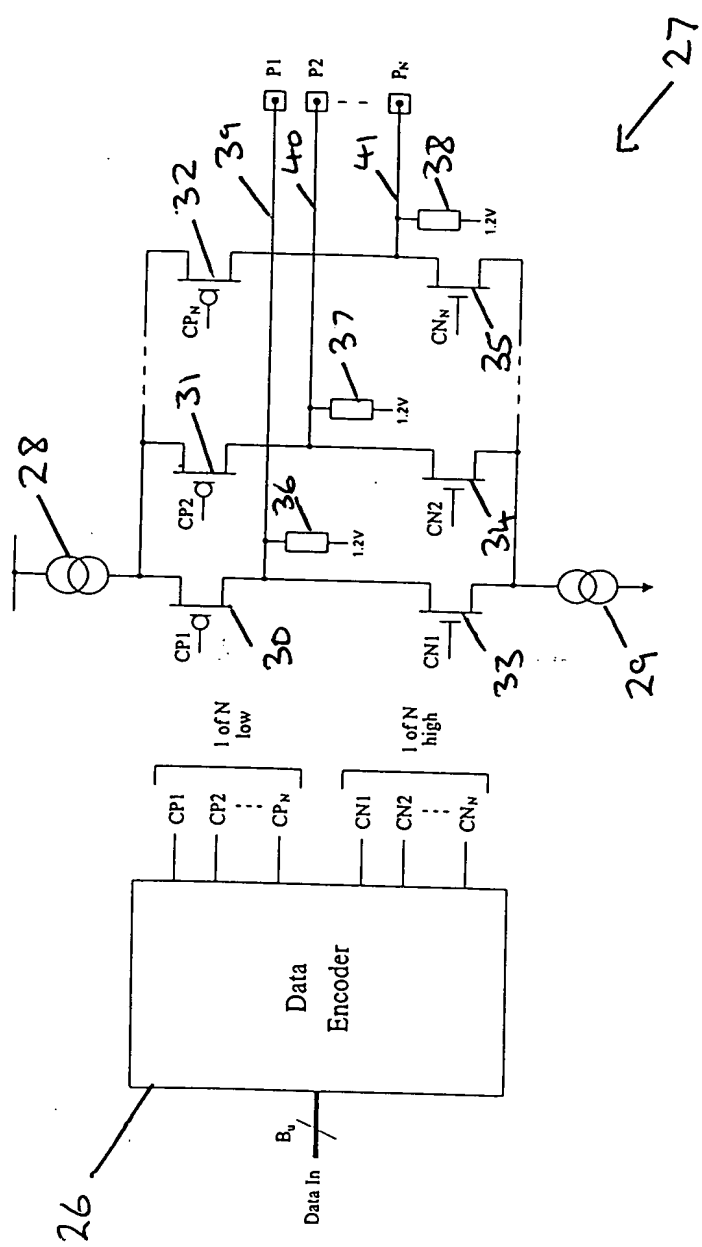 26
Data In
Bu
Data
Encoder
CP1
CP2
CPN
1 of N
low
CN1
CN2
CNN
1 of N
high
28
CP1
30
CP2
31
CPN
32
36
1.2V
37
1.2V
38
1.2V
39
40
41
P1
P2
PN
CN1
33
CN2
34
CNN
35
29
27